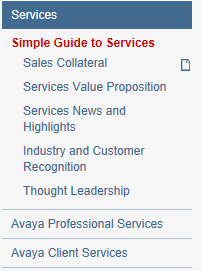 Services
Simple Guide to Services
Sales Collateral
Services Value Proposition
Services News and
Highlights
Industry and Customer
Recognition
Thought Leadership
Avaya Professional Services
Avaya Client Services